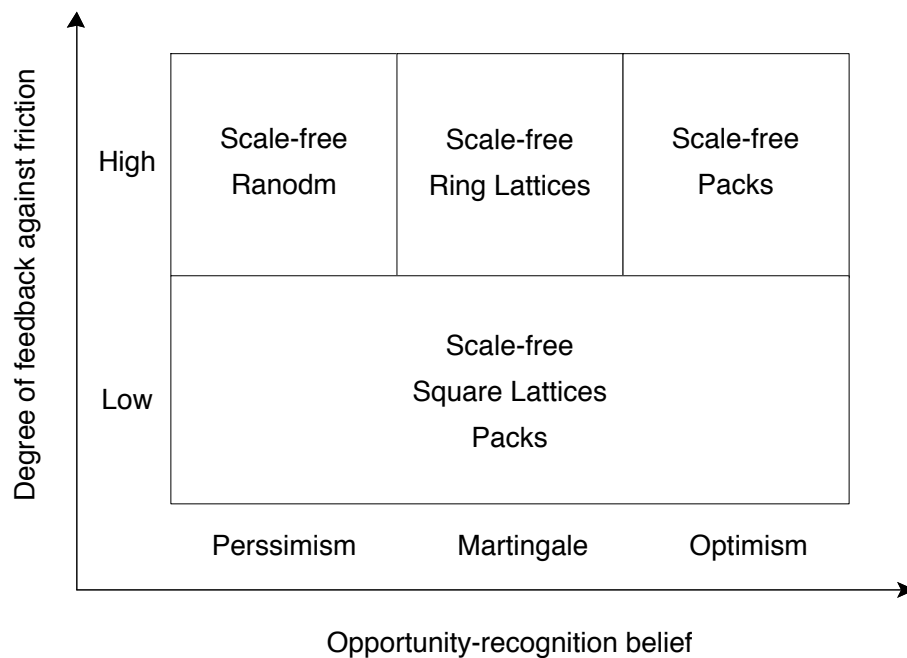 Degree of feedback against friction
High
Scale-free
Ranodm
Scale-free
Ring Lattices
Scale-free
Packs
Low
Scale-free
Square Lattices
Packs
Perssimism
Martingale
Optimism
Opportunity-recognition belief